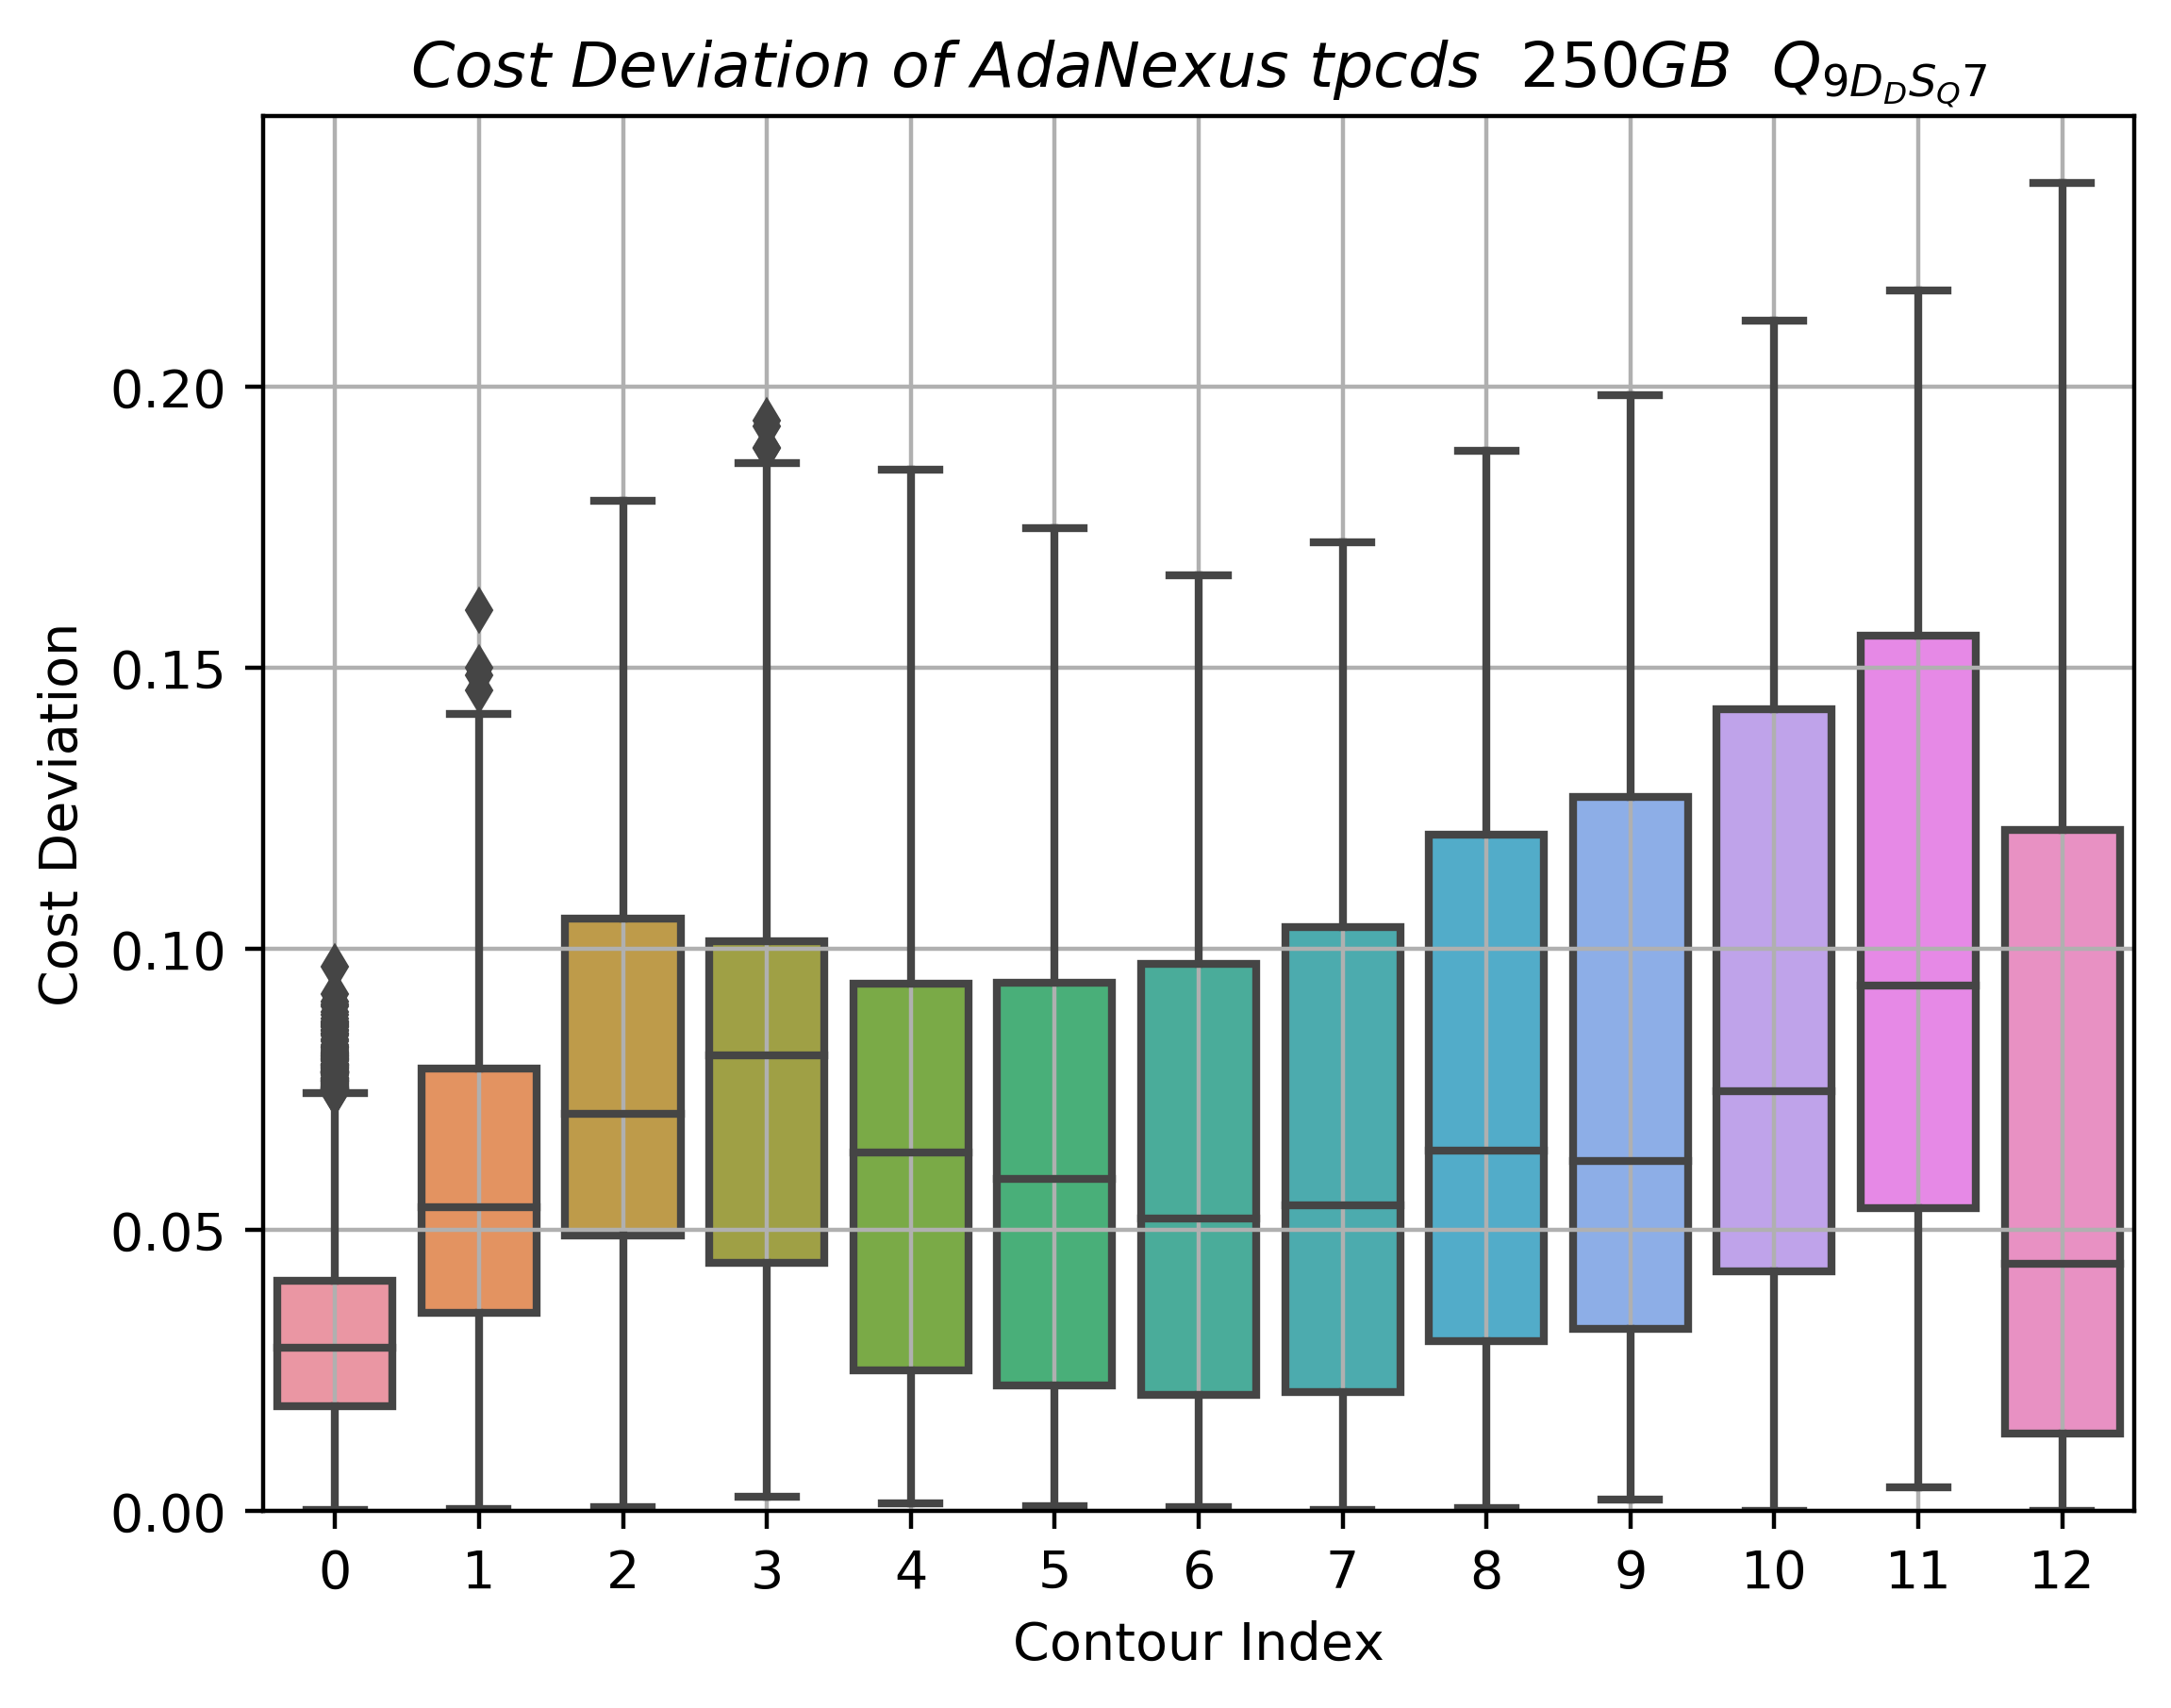 Cost Deviation of AdaNexus tpcds 250GB Q9DDSQ7
Cost Deviation
0.20
0.15
0.10
0.05
0.00
0 1 2 3 4 5 6 7 8 9 10 11 12
Contour Index